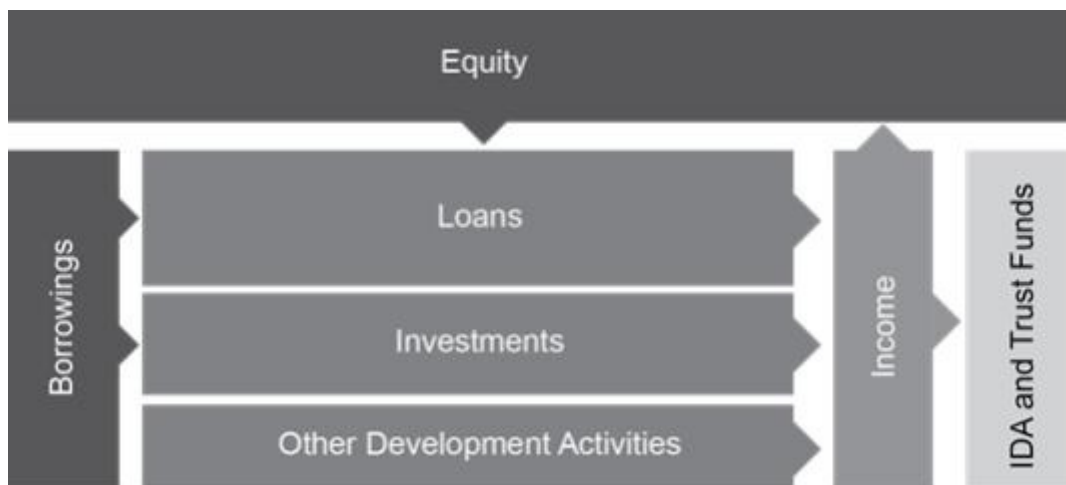 Equity
Borrowings
Loans
Investments
Other Development Activities
Income
IDA and Trust Funds